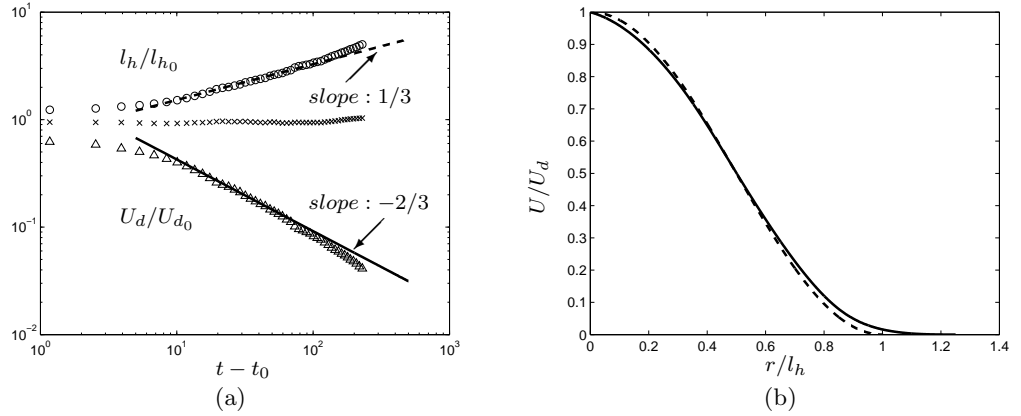 10^1
10^0
10^{-1}
10^{-2}
l_h/l_{h_0}
slope : 1/3
slope : −2/3
U_d/U_{d_0}
10^0 10^1 10^2 10^3
t − t_0
(a)
1
0.9
0.8
0.7
0.6
0.5
0.4
0.3
0.2
0.1
0
U/U_d
0 0.2 0.4 0.6 0.8 1 1.2 1.4
r/l_h
(b)